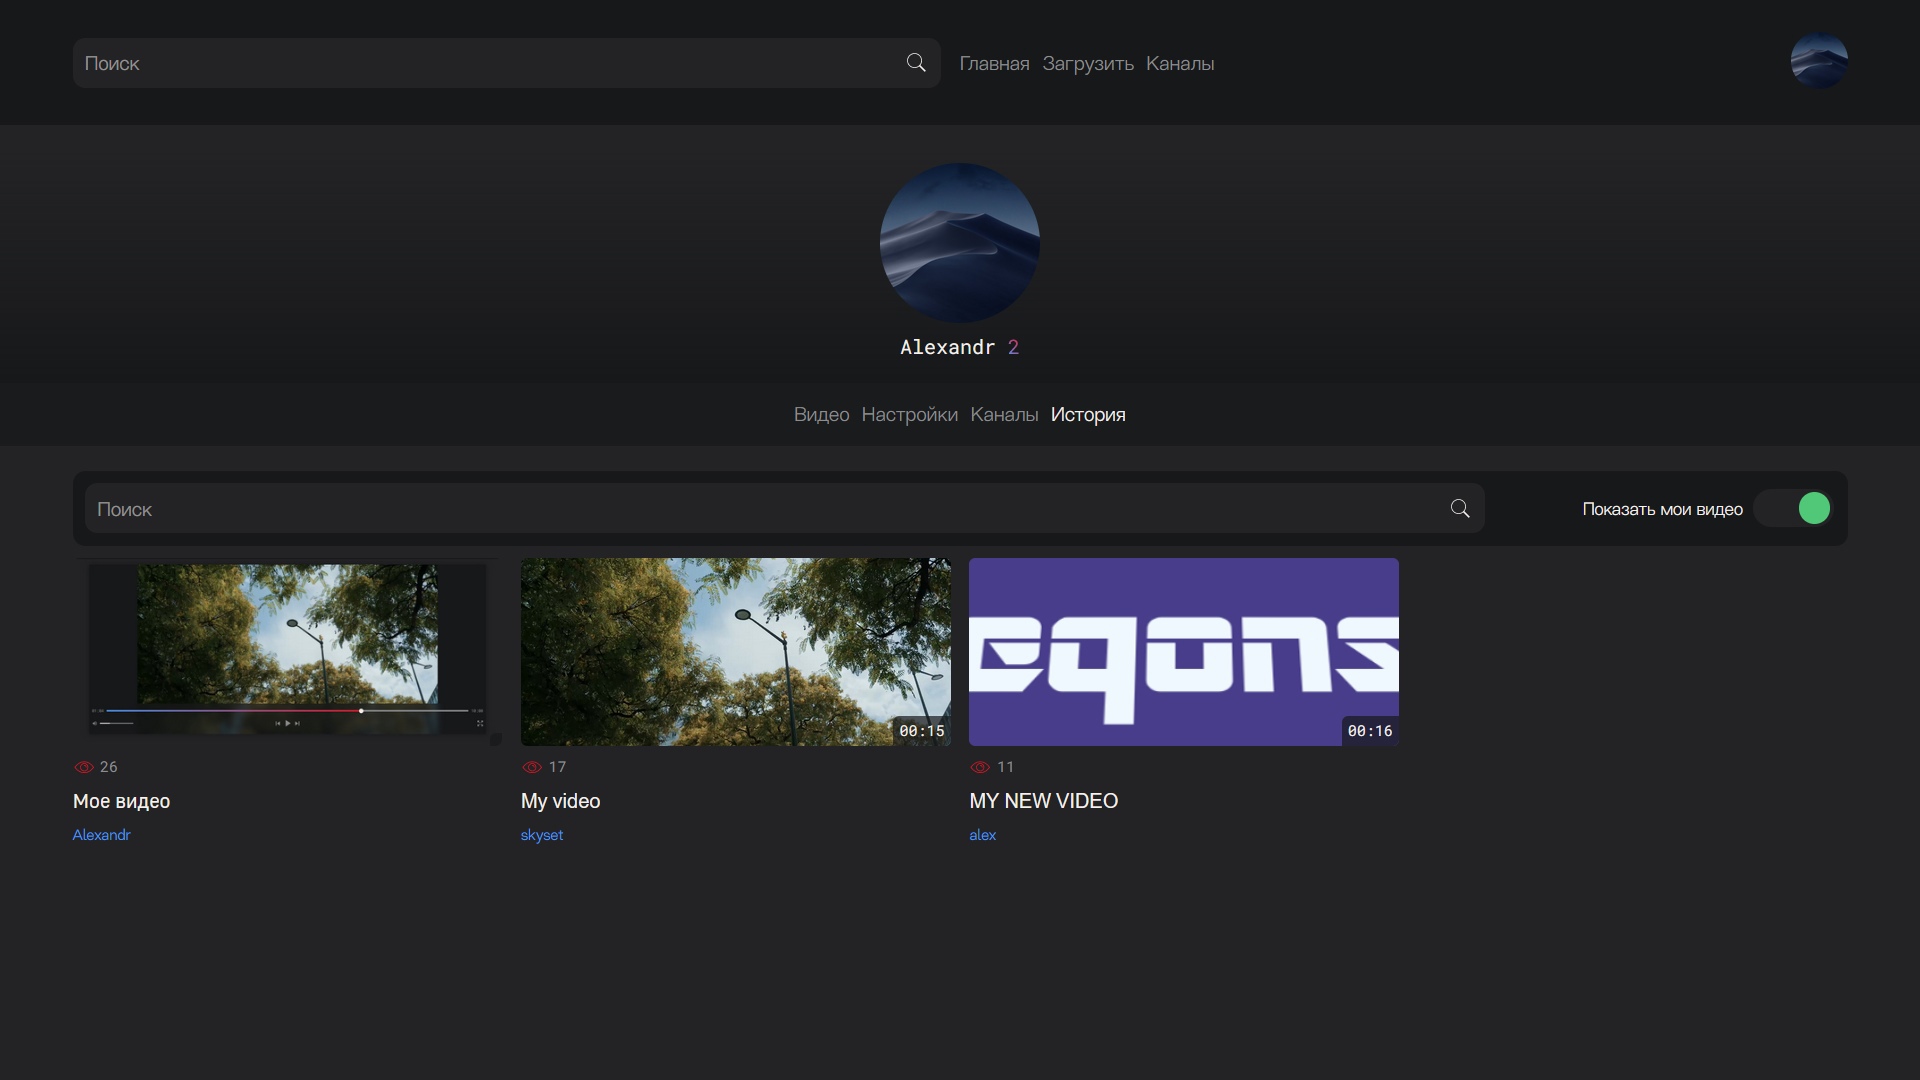 Поиск
Главная Загрузить Каналы
Alexandr 2
Видео Настройки Каналы История
Поиск
Показать мои видео
00:15
eqons
00:16
26
17
11
Мое видео
My video
MY NEW VIDEO
Alexandr
skyset
alex